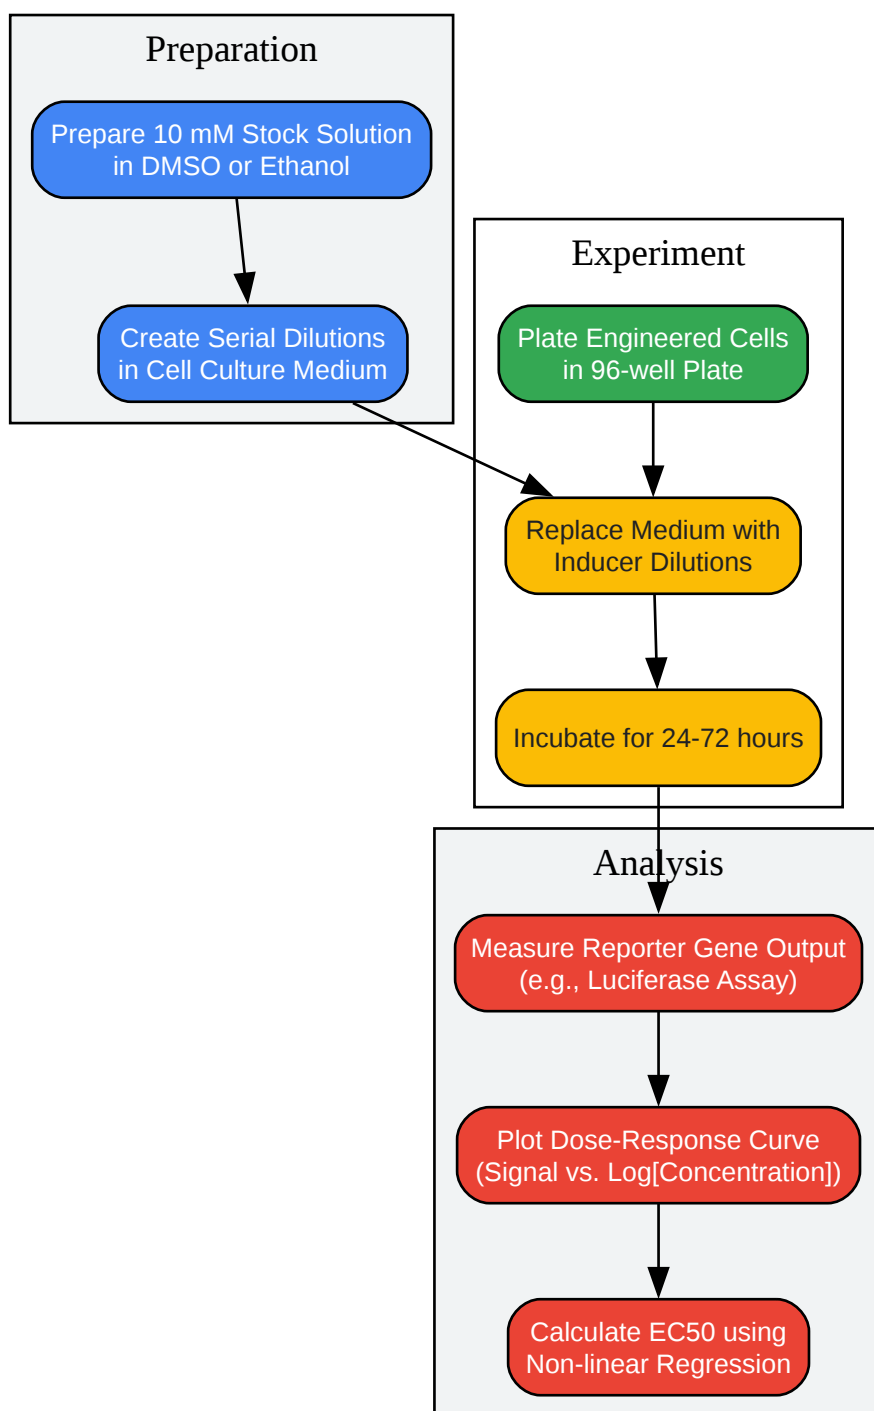 Preparation
Prepare 10 mM Stock Solution
in DMSO or Ethanol
Create Serial Dilutions
in Cell Culture Medium
Experiment
Plate Engineered Cells
in 96-well Plate
Replace Medium with
Inducer Dilutions
Incubate for 24-72 hours
Analysis
Measure Reporter Gene Output
(e.g., Luciferase Assay)
Plot Dose-Response Curve
(Signal vs. Log[Concentration])
Calculate EC50 using
Non-linear Regression